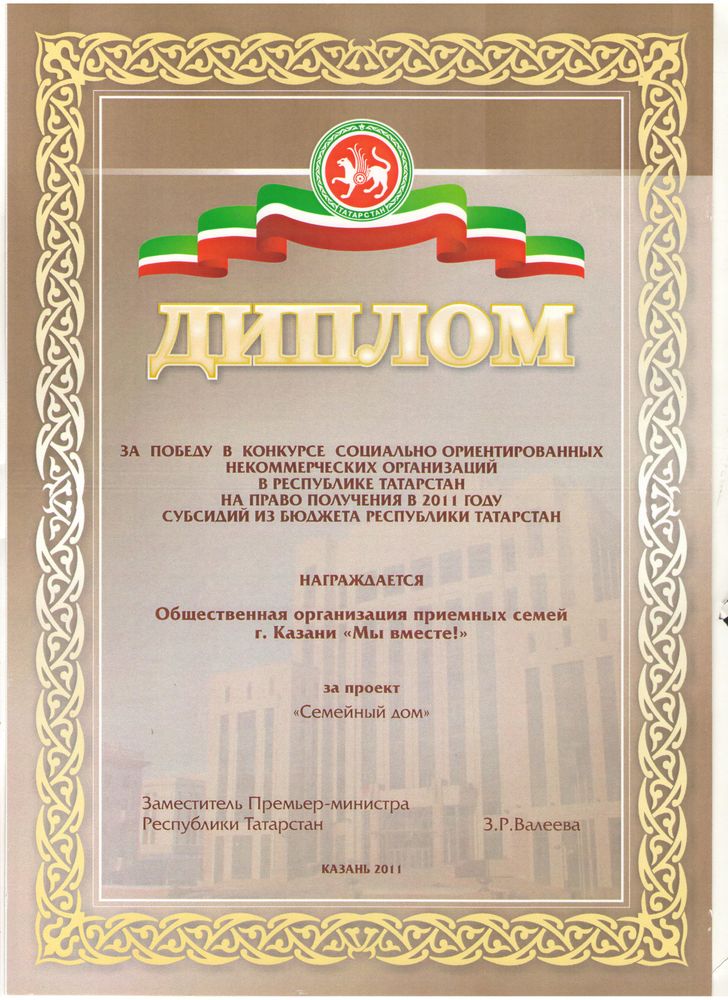 ТАТАРСТАН
ДИПЛОМ
ЗА ПОБЕДУ В КОНКУРСЕ СОЦИАЛЬНО ОРИЕНТИРОВАННЫХ
НЕКОММЕРЧЕСКИХ ОРГАНИЗАЦИЙ
В РЕСПУБЛИКЕ ТАТАРСТАН
НА ПРАВО ПОЛУЧЕНИЯ В 2011 ГОДУ
СУБСИДИЙ ИЗ БЮДЖЕТА РЕСПУБЛИКИ ТАТАРСТАН
НАГРАЖДАЕТСЯ
Общественная организация приемных семей
г. Казани «Мы вместе!»
за проект
«Семейный дом»
Заместитель Премьер-министра
Республики Татарстан З.Р.Валеева
КАЗАНЬ 2011